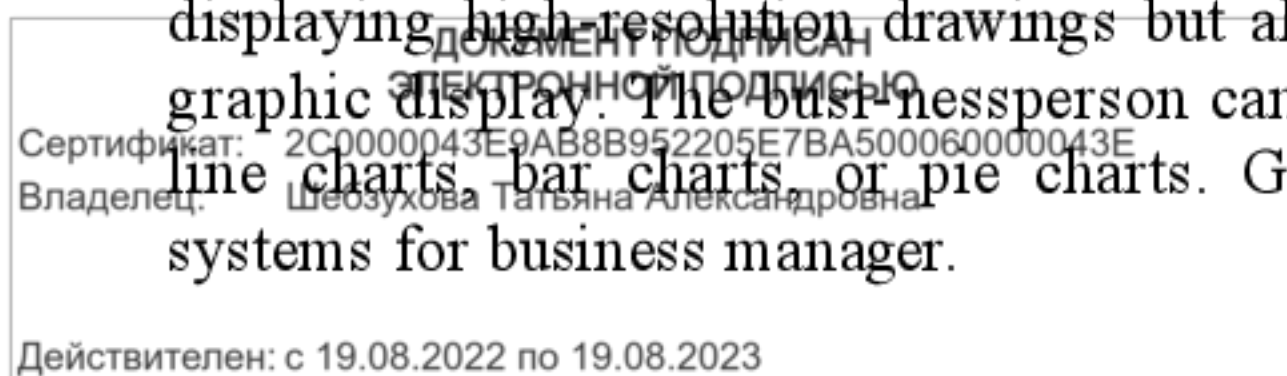 displaying high-resolution drawings but al
ДОКУМЕНТ ПОДПИСАН
ЭЛЕКТРОННОЙ ПОДПИСЬЮ
graphic display. The busi-nessperson can
Сертификат: 2C0000043E9AB8B952205E7BA500060000043E
line charts, bar charts, or pie charts. G
Владелец: Шебзухова Татьяна Александровна
systems for business manager.
Действителен: с 19.08.2022 по 19.08.2023